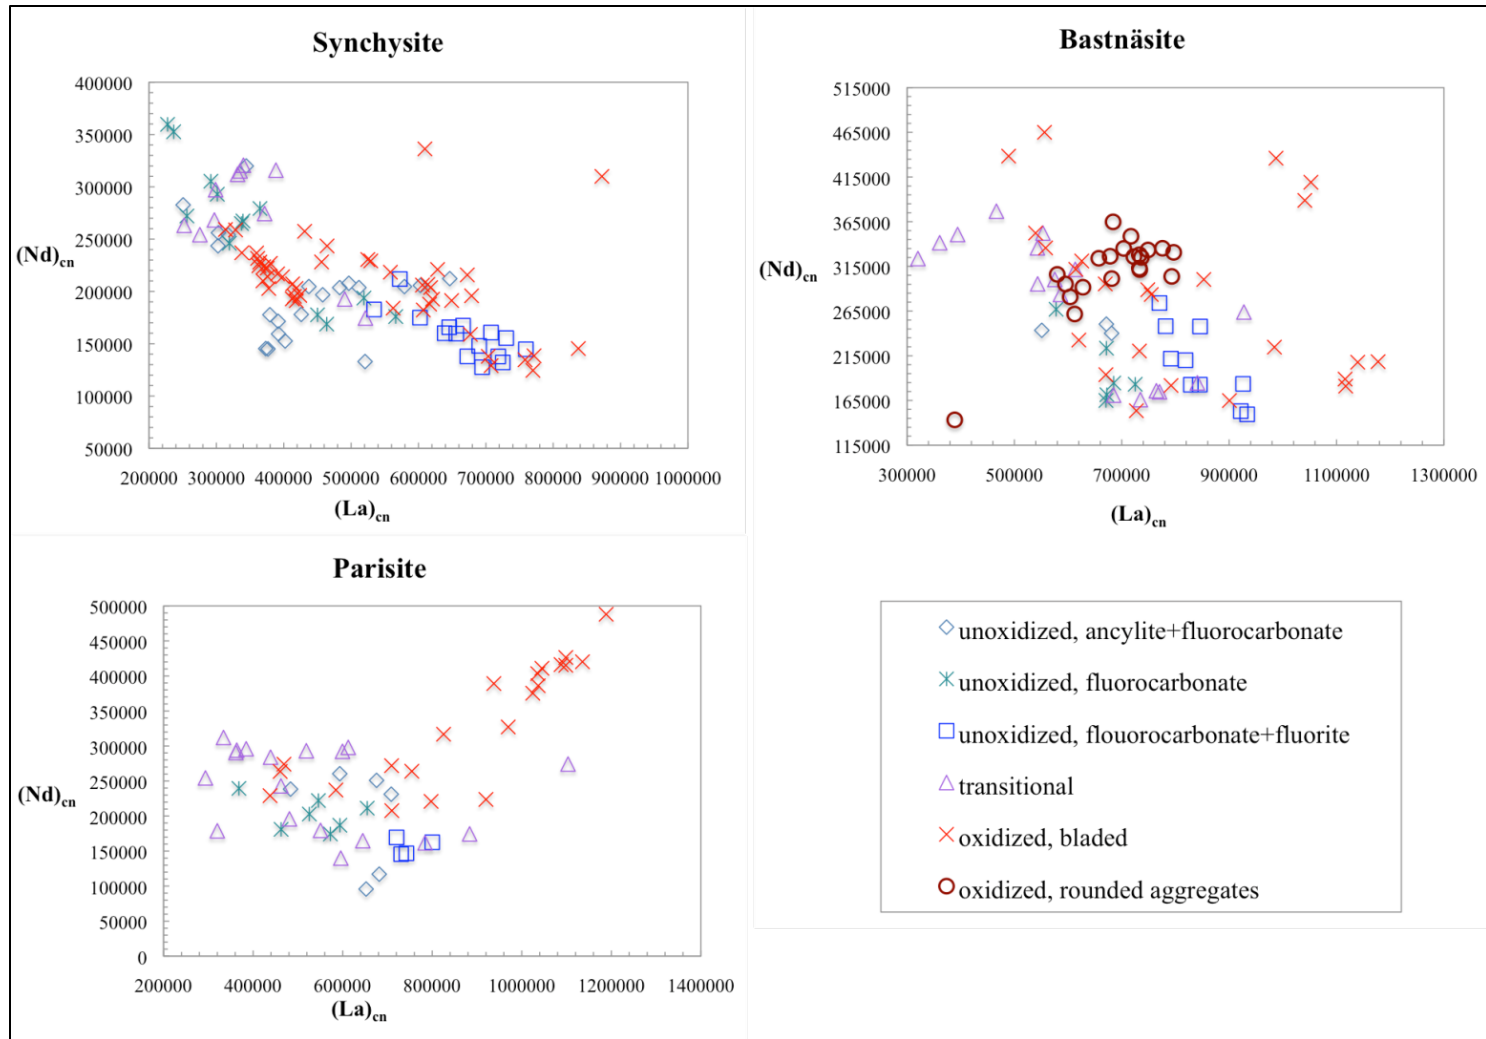 Synchysite
400000
350000
300000
250000
(Nd)cn
200000
150000
100000
50000
200000 300000 400000 500000 600000 700000 800000 900000 1000000
(La)cn
Bastnäsite
515000
465000
415000
365000
315000
(Nd)cn
265000
215000
165000
115000
300000 500000 700000 900000 1100000 1300000
(La)cn
Parisite
500000
450000
400000
350000
300000
250000
(Nd)cn
200000
150000
100000
50000
0
200000 400000 600000 800000 1000000 1200000 1400000
(La)cn
unoxidized, ancylite+fluorocarbonate
unoxidized, fluorocarbonate
unoxidized, flouorocarbonate+fluorite
transitional
oxidized, bladed
oxidized, rounded aggregates